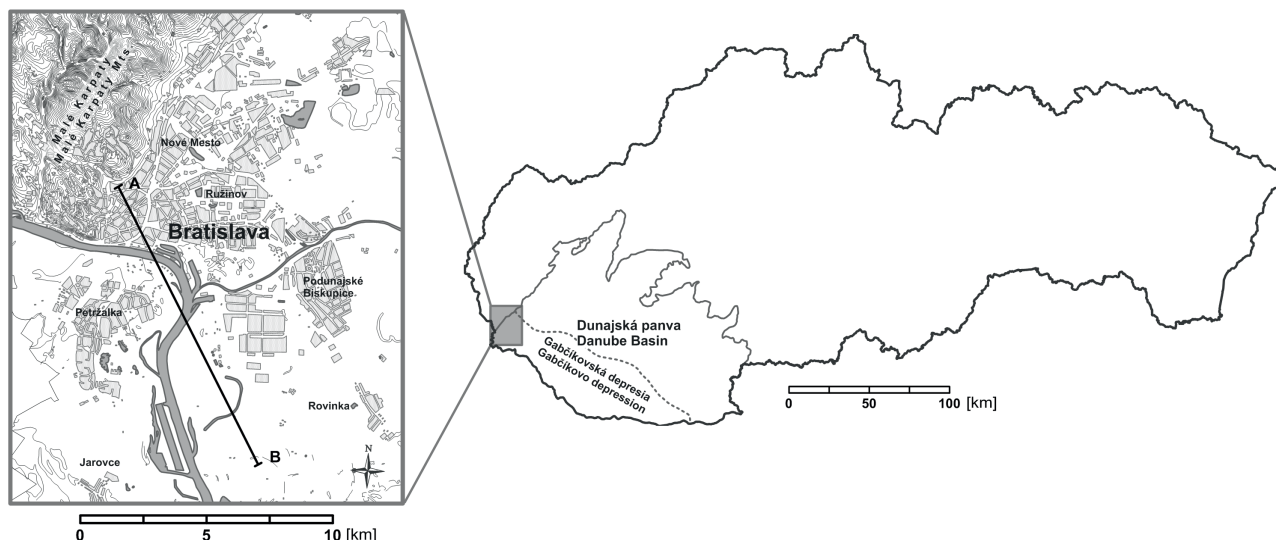 Malé Karpaty
Malé Karpaty Mts
Nové Mesto
A
Ružinov
Bratislava
Podunajské
Biskupice
Petržalka
Rovinka
Jarovce
B
N
0 5 10 [km]
Dunajská panva
Danube Basin
Gabčíkovská depresia
Gabčíkovo depression
0 50 100 [km]